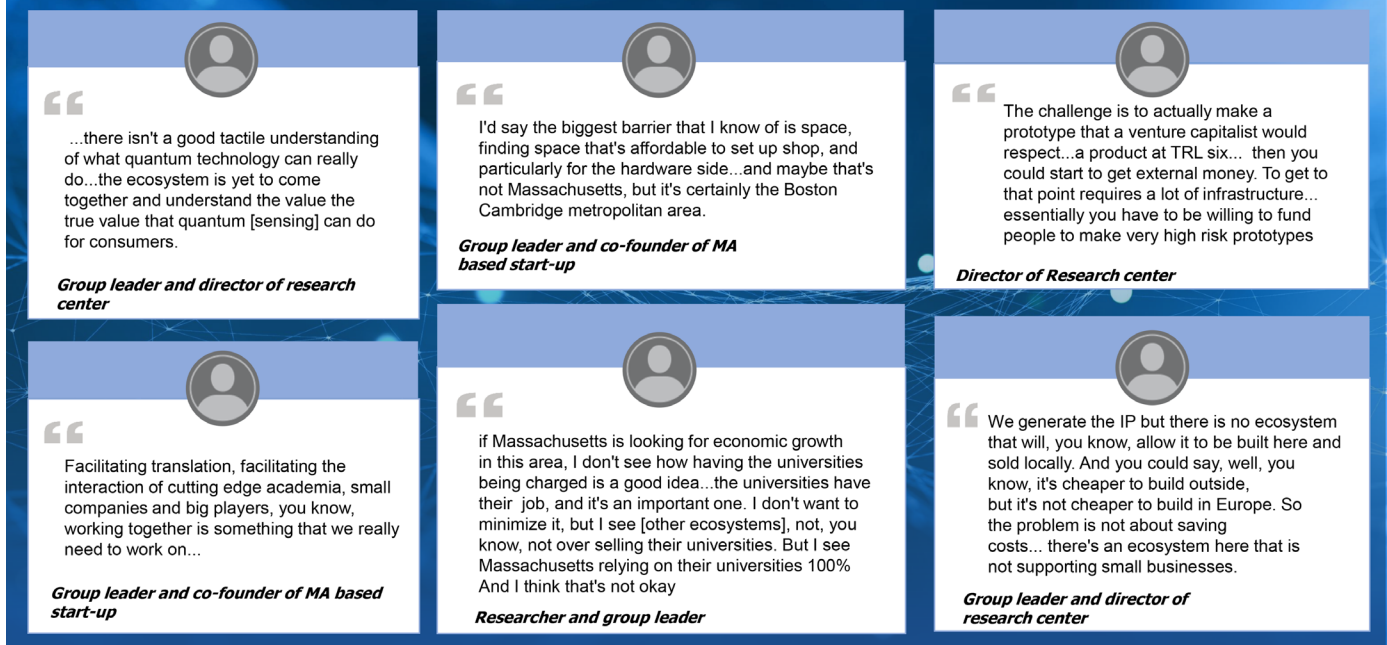 ...there isn't a good tactile understanding
of what quantum technology can really
do...the ecosystem is yet to come
together and understand the value the
true value that quantum [sensing] can do
for consumers.
Group leader and director of research
center
I'd say the biggest barrier that I know of is space,
finding space that's affordable to set up shop, and
particularly for the hardware side...and maybe that's
not Massachusetts, but it's certainly the Boston
Cambridge metropolitan area.
Group leader and co-founder of MA
based start-up
The challenge is to actually make a
prototype that a venture capitalist would
respect...a product at TRL six... then you
could start to get external money. To get to
that point requires a lot of infrastructure...
essentially you have to be willing to fund
people to make very high risk prototypes
Director of Research center
Facilitating translation, facilitating the
interaction of cutting edge academia, small
companies and big players, you know,
working together is something that we really
need to work on...
Group leader and co-founder of MA based
start-up
if Massachusetts is looking for economic growth
in this area, I don't see how having the universities
being charged is a good idea...the universities have
their job, and it's an important one. I don't want to
minimize it, but I see [other ecosystems], not, you
know, not over selling their universities. But I see
Massachusetts relying on their universities 100%
And I think that's not okay
Researcher and group leader
We generate the IP but there is no ecosystem
that will, you know, allow it to be built here and
sold locally. And you could say, well, you
know, it's cheaper to build outside,
but it's not cheaper to build in Europe. So
the problem is not about saving
costs... there's an ecosystem here that is
not supporting small businesses.
Group leader and director of
research center